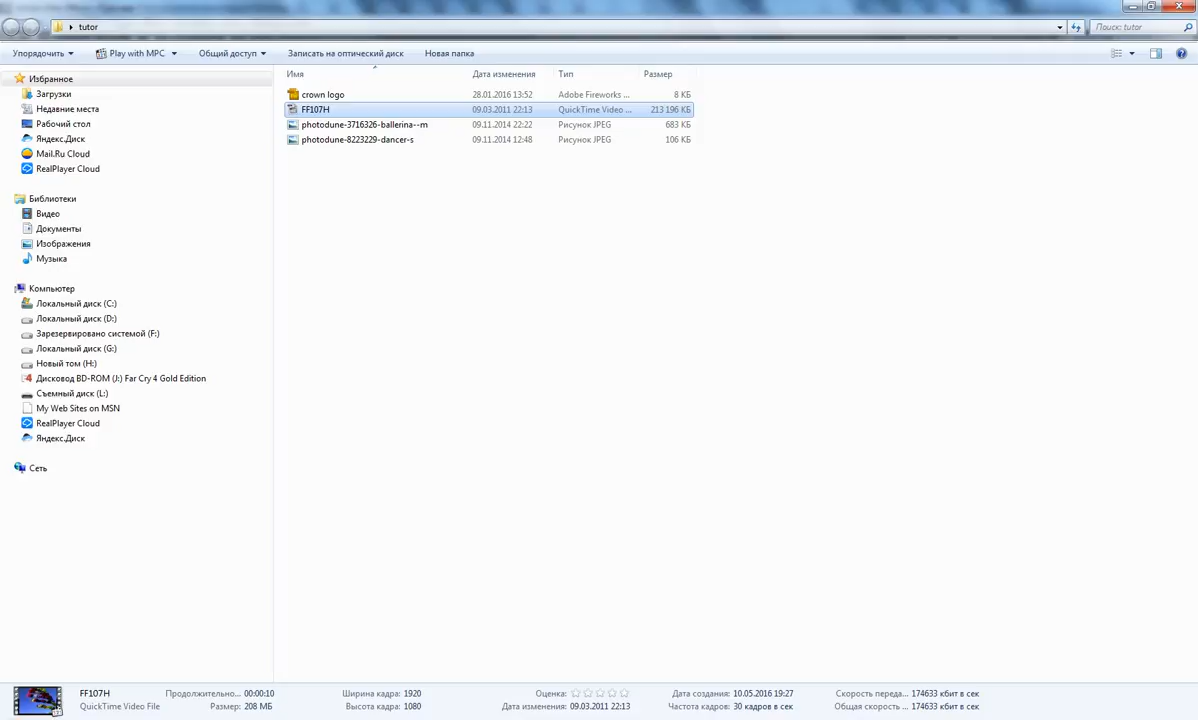 tutor
Поиск: tutor
Упорядочить Play with MPC Общий доступ Записать на оптический диск Новая папка
Имя Дата изменения Тип Размер
crown logo 28.01.2016 13:52 Adobe Fireworks ... 8 КБ
FF107H 09.03.2011 22:13 QuickTime Video ... 213 196 КБ
photodune-3716326-ballerina--m 09.11.2014 22:22 Рисунок JPEG 683 КБ
photodune-8223229-dancer-s 09.11.2014 12:48 Рисунок JPEG 106 КБ
Избранное
Загрузки
Недавние места
Рабочий стол
Яндекс.Диск
Mail.Ru Cloud
RealPlayer Cloud
Библиотеки
Видео
Документы
Изображения
Музыка
Компьютер
Локальный диск (C:)
Локальный диск (D:)
Зарезервировано системой (F:)
Локальный диск (G:)
Новый том (H:)
Дисковод BD-ROM (J:) Far Cry 4 Gold Edition
Съемный диск (L:)
My Web Sites on MSN
RealPlayer Cloud
Яндекс.Диск
Сеть
FF107H Продолжительно... 00:00:10 Ширина кадра: 1920 Оценка: Дата создания: 10.05.2016 19:27 Скорость переда... 174633 кбит в сек
QuickTime Video File Размер: 208 МБ Высота кадра: 1080 Дата изменения: 09.03.2011 22:13 Частота кадров: 30 кадров в сек Общая скорость ... 174633 кбит в сек